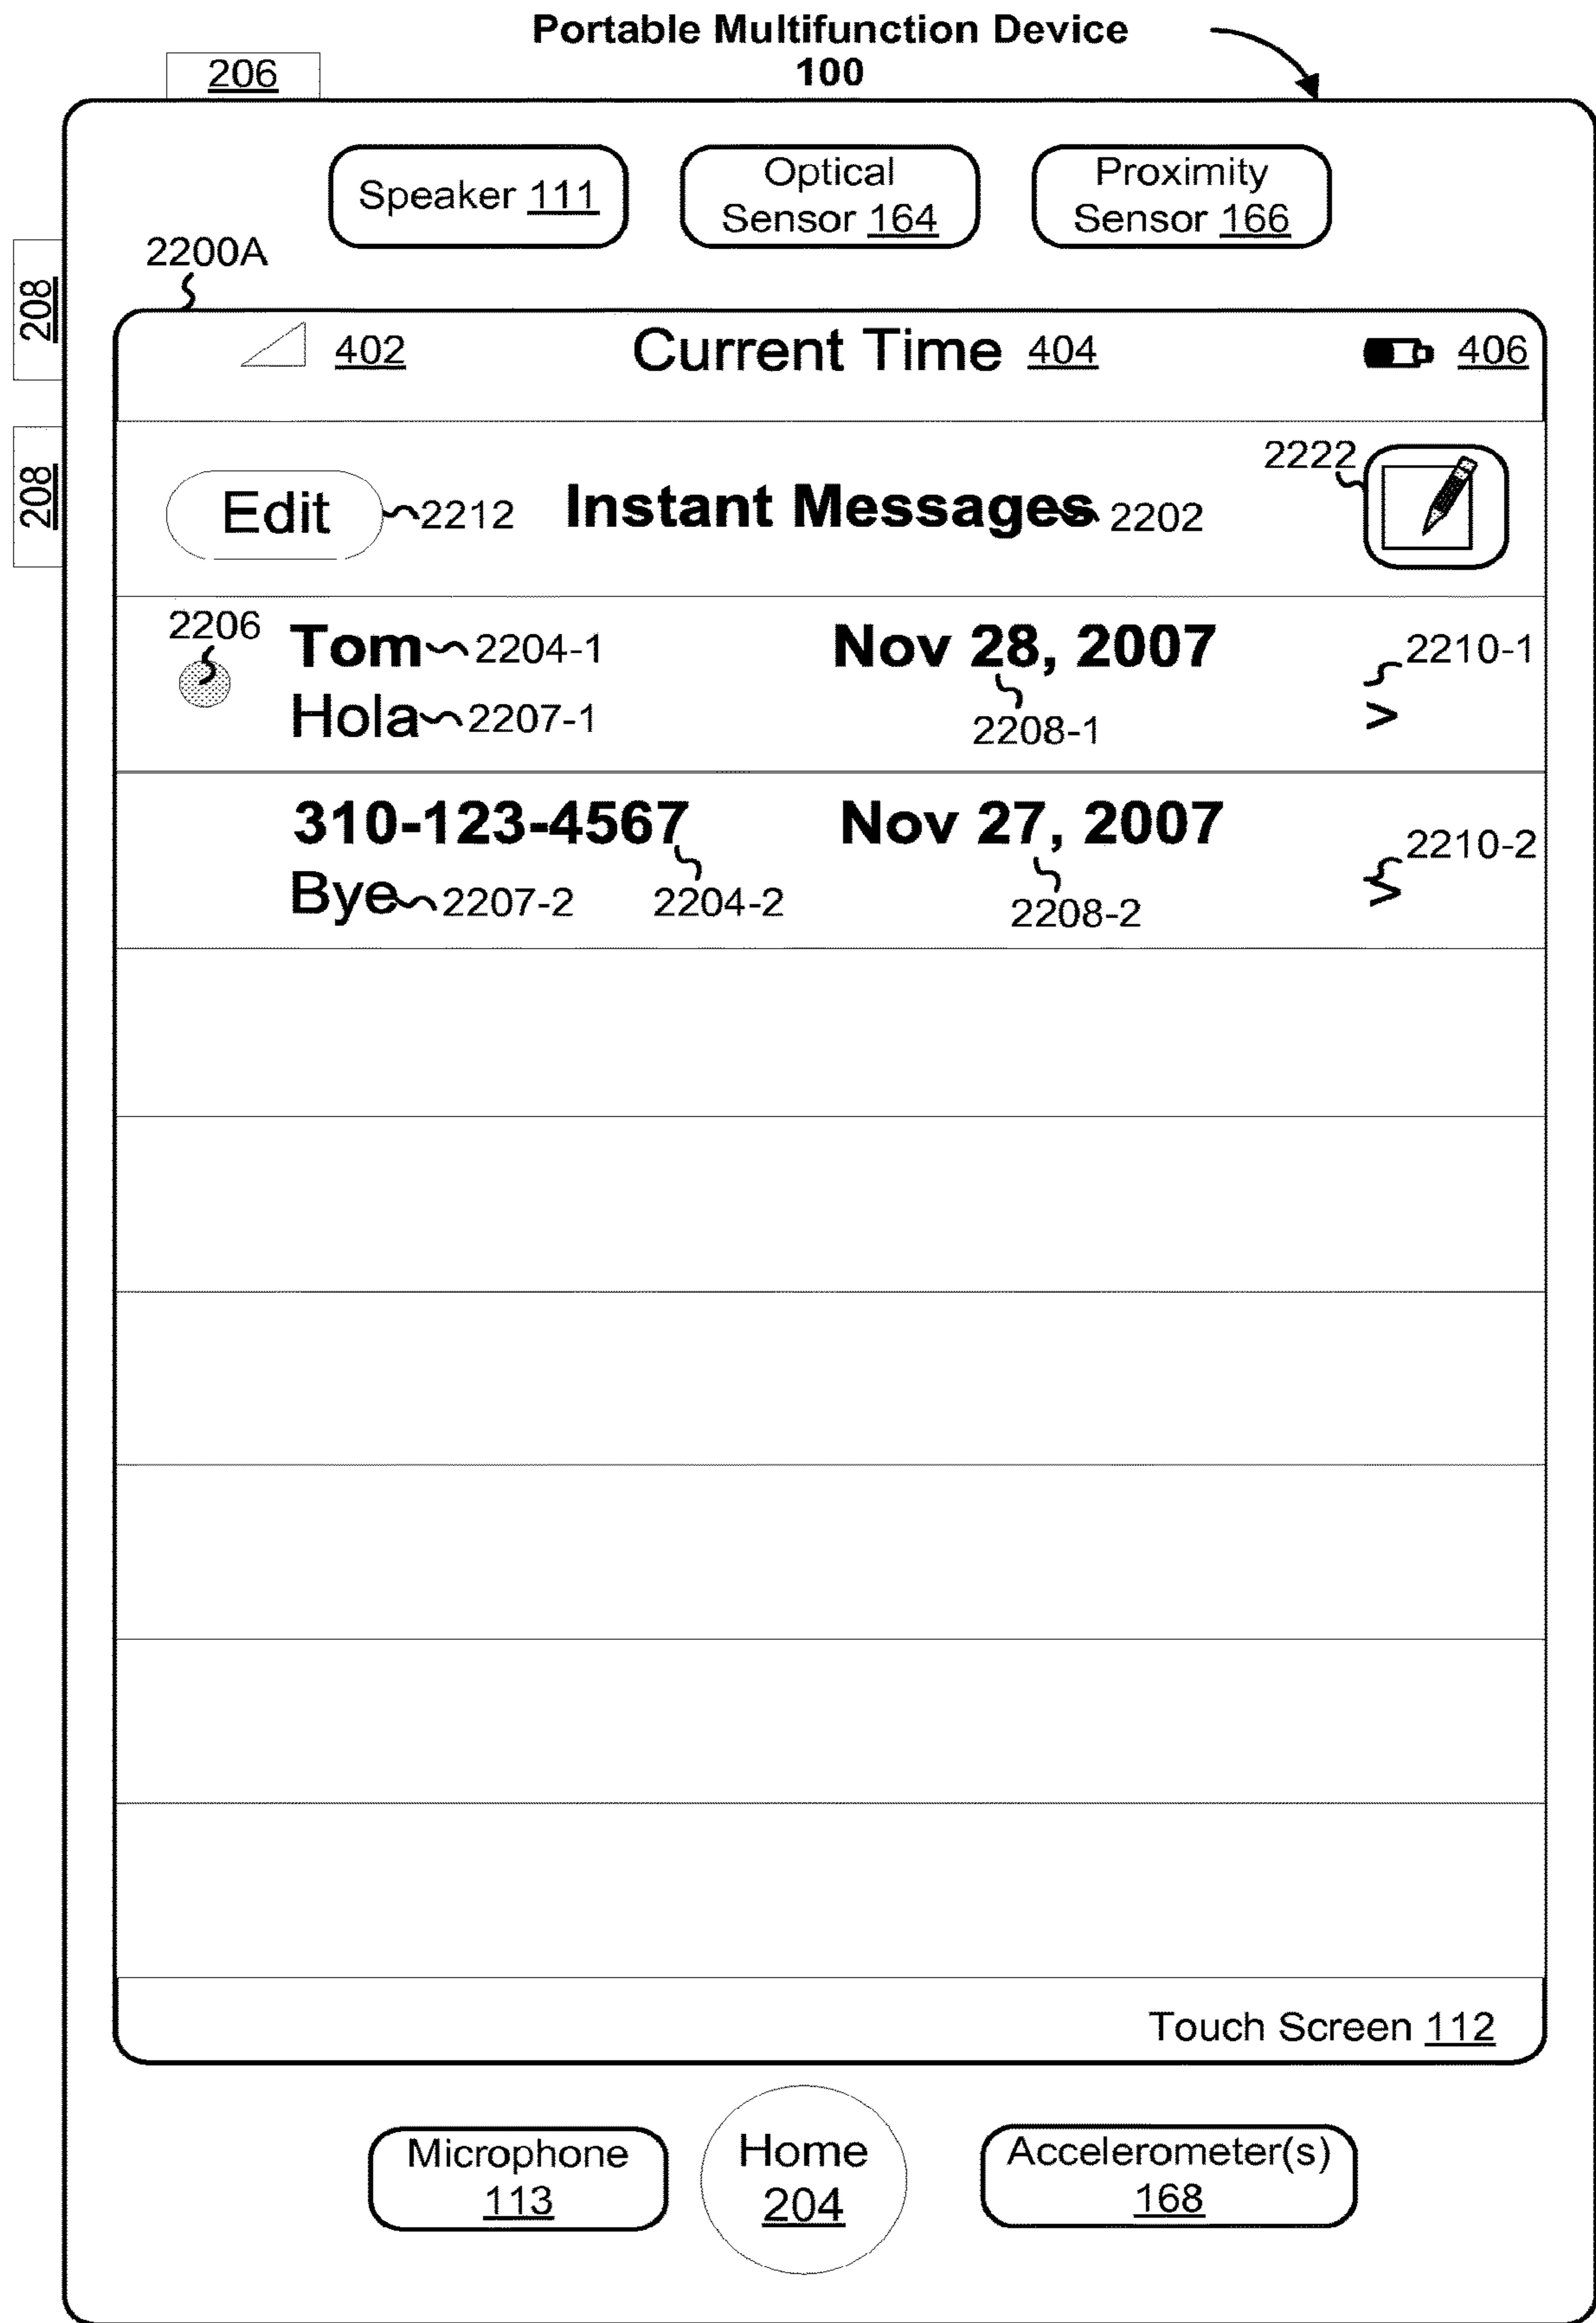 Portable Multifunction Device
100
206
Speaker 111
Optical
Sensor 164
Proximity
Sensor 166
2200A
208
402
Current Time 404
406
208
Edit
2212
Instant Messages
2202
2222
2206
Tom
2204-1
Nov 28, 2007
2210-1
Hola
2207-1
2208-1
>
310-123-4567
Nov 27, 2007
2210-2
Bye
2207-2
2204-2
2208-2
>
Touch Screen 112
Microphone
113
Home
204
Accelerometer(s)
168